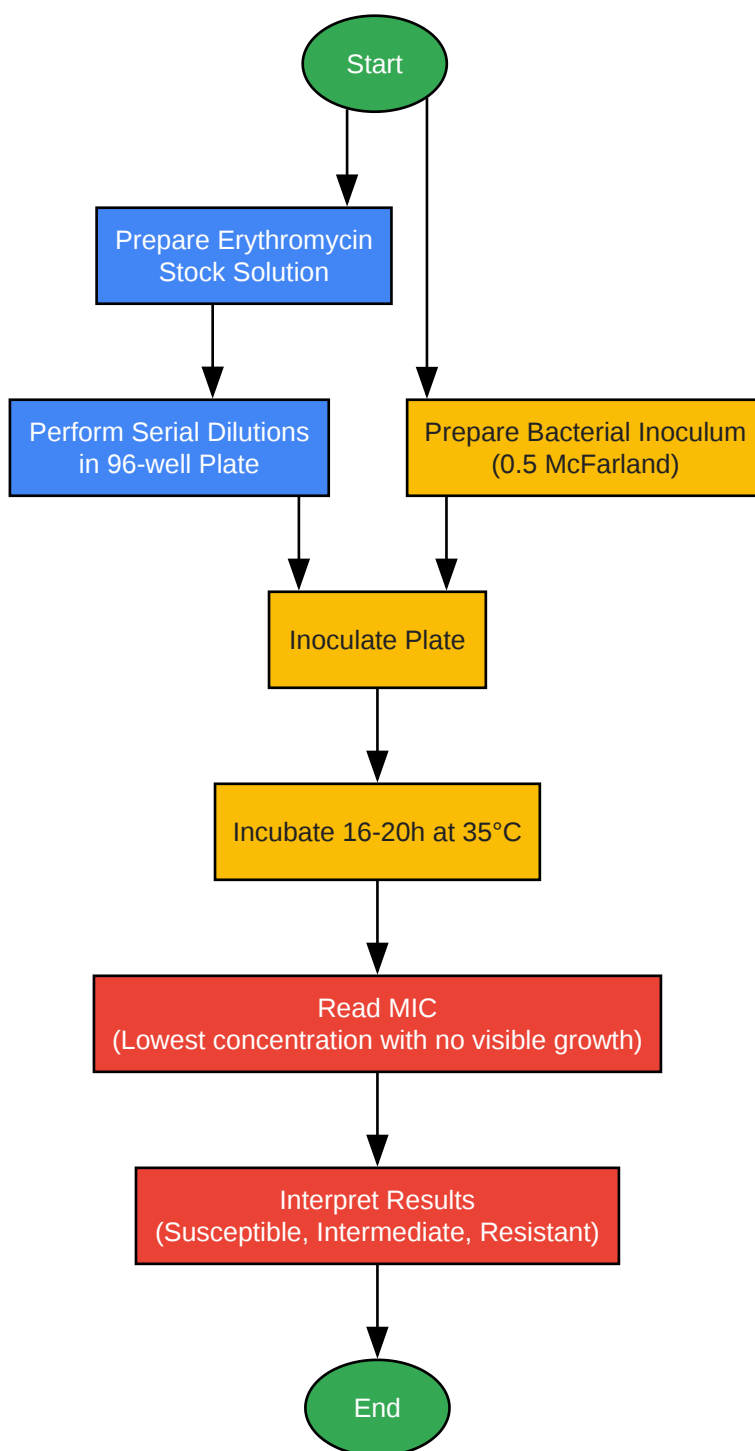 Start
Prepare Erythromycin
Stock Solution
Perform Serial Dilutions
in 96-well Plate
Prepare Bacterial Inoculum
(0.5 McFarland)
Inoculate Plate
Incubate 16-20h at 35°C
Read MIC
(Lowest concentration with no visible growth)
Interpret Results
(Susceptible, Intermediate, Resistant)
End